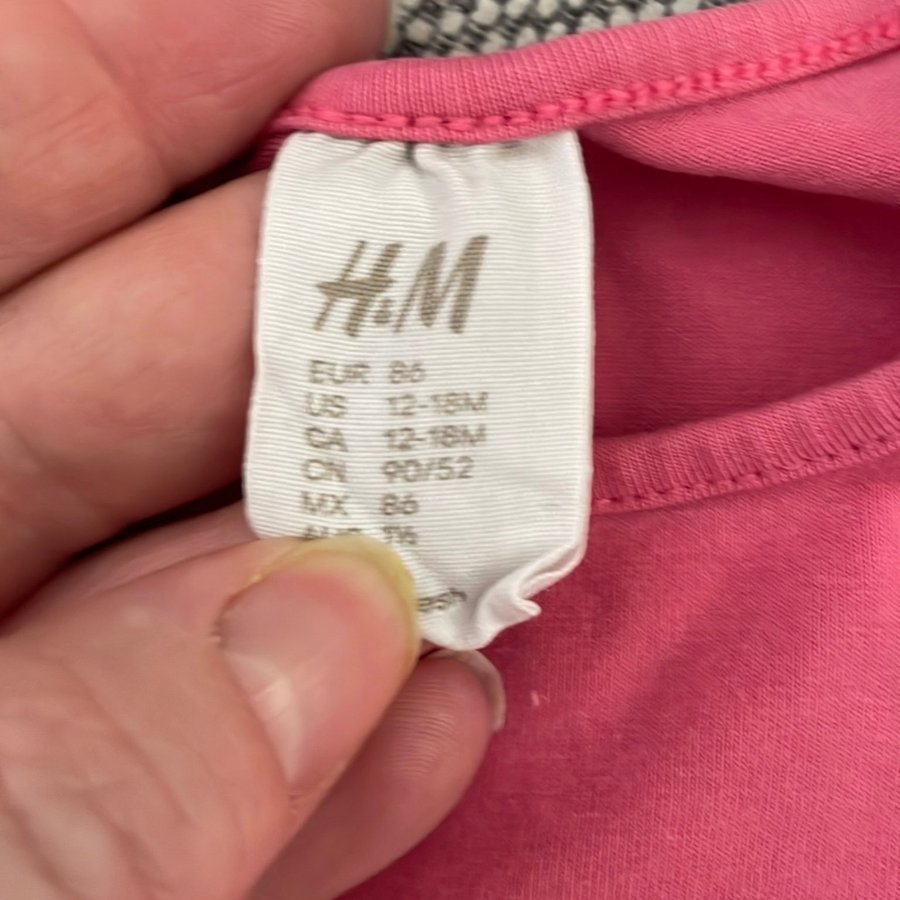 H&M
EUR 86
US 12-18M
CA 12-18M
CN 90/52
MX 86